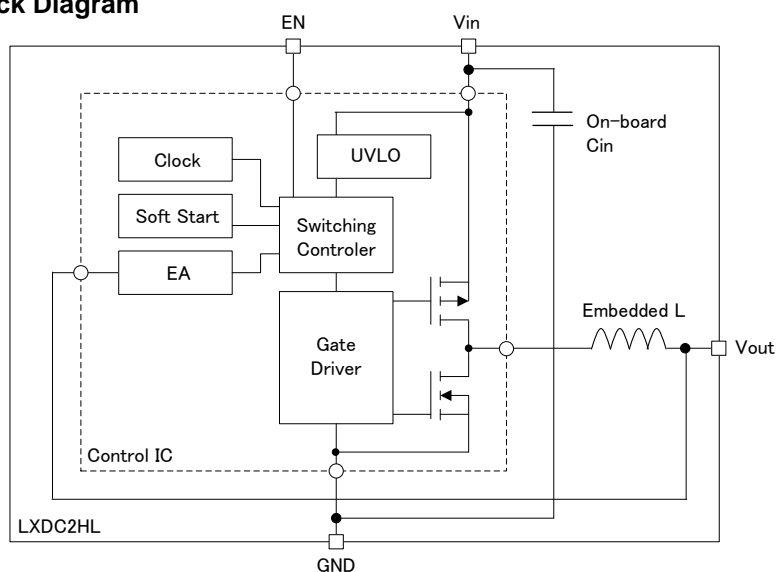 ck Diagram
EN
Vin
On-board
Cin
Clock
UVLO
Soft Start
Switching
Controler
EA
Embedded L
Gate
Driver
Vout
Control IC
LXDC2HL
GND